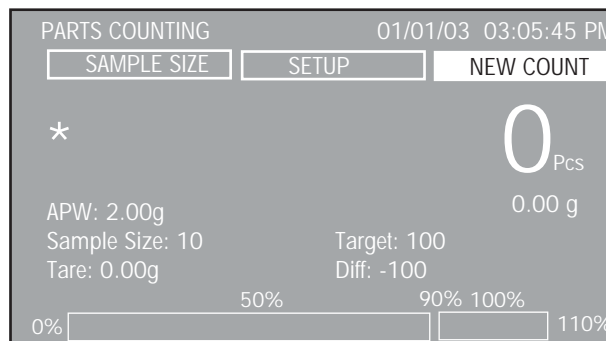 PARTS COUNTING 01/01/03 03:05:45 PM
SAMPLE SIZE SETUP NEW COUNT
*
0 Pcs
0.00 g
APW: 2.00g
Sample Size: 10 Target: 100
Tare: 0.00g Diff: -100
50% 90% 100%
0% 110%